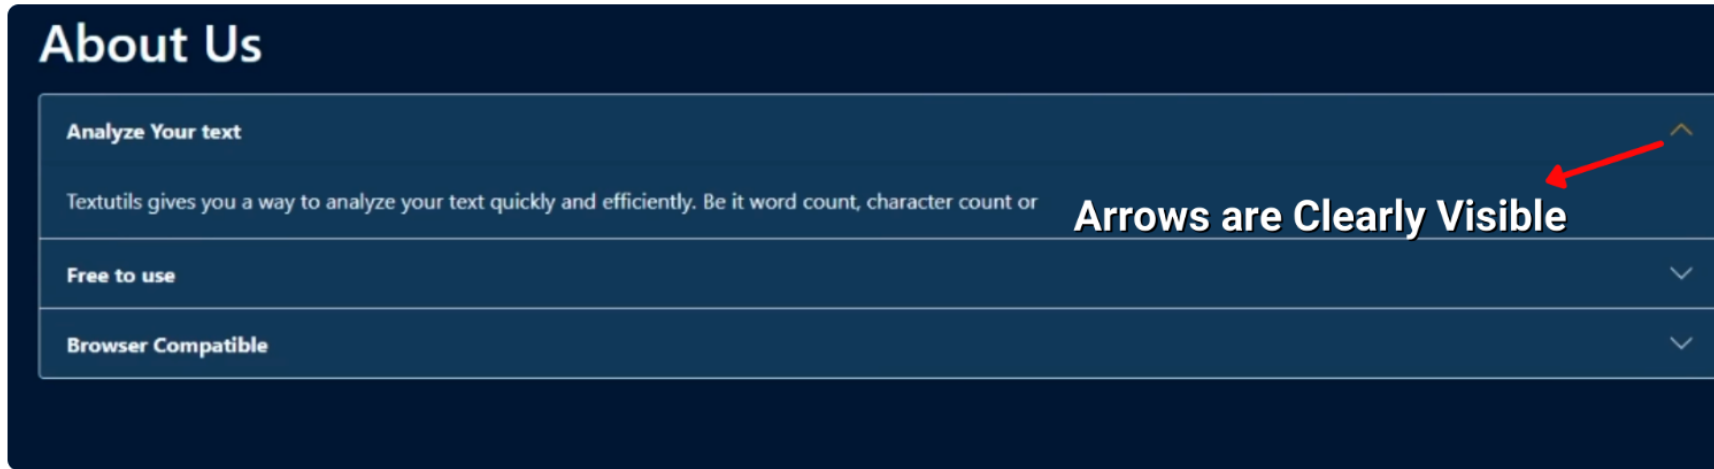 About Us
Analyze Your text
Textutils gives you a way to analyze your text quickly and efficiently. Be it word count, character count or
Arrows are Clearly Visible
Free to use
Browser Compatible